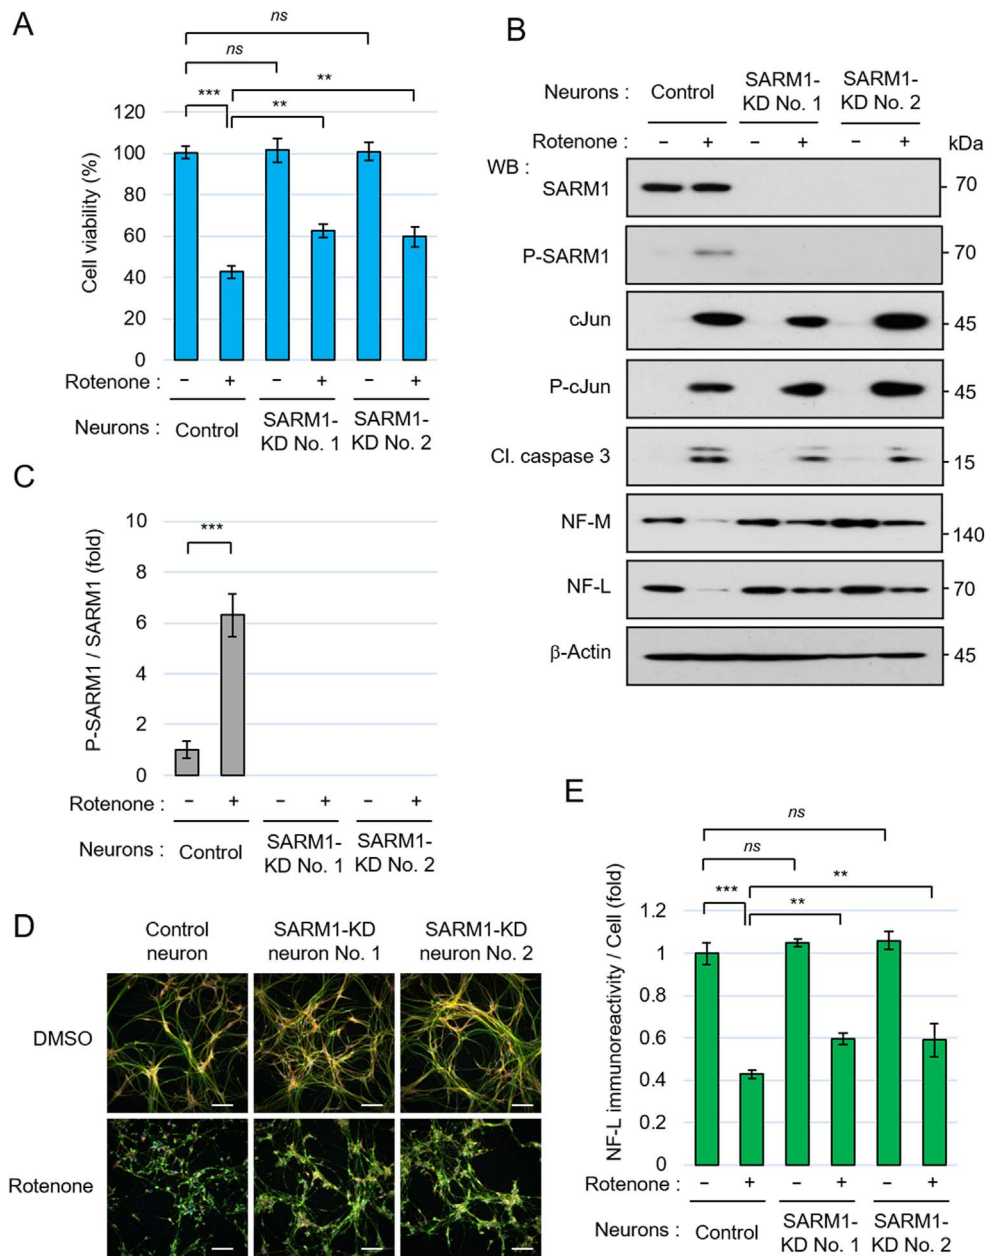 A
ns
ns
***
**
**
120
100
80
60
40
20
0
Cell viability (%)
Rotenone : − + − + − +
Neurons : Control SARM1-KD No. 1 SARM1-KD No. 2
B
Neurons : Control SARM1-KD No. 1 SARM1-KD No. 2
Rotenone : − + − + − + kDa
WB :
SARM1 70
P-SARM1 70
cJun 45
P-cJun 45
Cl. caspase 3 15
NF-M 140
NF-L 70
β-Actin 45
C
***
10
8
6
4
2
0
P-SARM1 / SARM1 (fold)
Rotenone : − + − + − +
Neurons : Control SARM1-KD No. 1 SARM1-KD No. 2
D
Control neuron
SARM1-KD neuron No. 1
SARM1-KD neuron No. 2
DMSO
Rotenone
E
ns
ns
***
**
**
1.2
1
0.8
0.6
0.4
0.2
0
NF-L immunoreactivity / Cell (fold)
Rotenone : − + − + − +
Neurons : Control SARM1-KD No. 1 SARM1-KD No. 2